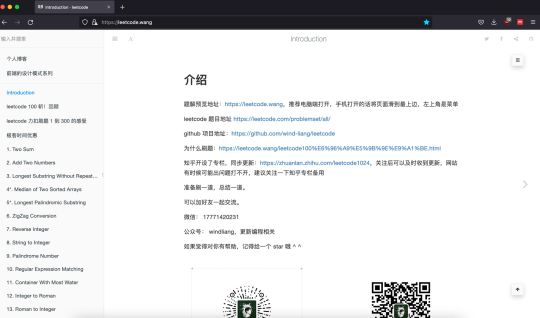 Introduction
https://leetcode.wang
输入并搜索
Introduction
个人博客
前端的设计模式系列
Introduction
leetcode 100 斩！回顾
leetcode 力扣刷题 1 到 300 的感受
极客时间优惠
1. Two Sum
2. Add Two Numbers
3. Longest Substring Without Repeat...
4*. Median of Two Sorted Arrays
5*. Longest Palindromic Substring
6. ZigZag Conversion
7. Reverse Integer
8. String to Integer
9. Palindrome Number
10. Regular Expression Matching
11. Container With Most Water
12. Integer to Roman
13. Roman to Integer
介绍
题解预览地址：https://leetcode.wang，推荐电脑端打开，手机打开的话将页面滑到最上边，左上角是菜单
leetcode 题目地址 https://leetcode.com/problemset/all/
github 项目地址：https://github.com/wind-liang/leetcode
为什么刷题：https://leetcode.wang/leetcode100%E6%96%A9%E5%9B%9E%E9%A1%BE.html
知乎开设了专栏，同步更新：https://zhuanlan.zhihu.com/leetcode1024，关注后可以及时收到更新，网站
有时候可能出问题打不开，建议关注一下知乎专栏备用
准备刷一道，总结一道。
可以加好友一起交流。
微信： 17771420231
公众号： windliang，更新编程相关
如果觉得对你有帮助，记得给一个 star 哦 ^ ^